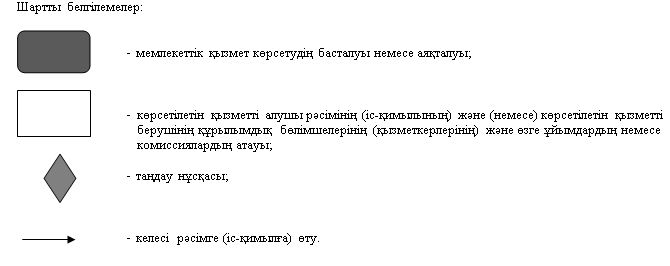 Шартты белгілемелер:
- мемлекеттік қызмет көрсетудің басталуы немесе аяқталуы;
- көрсетілетін қызметті алушы рәсімінің (іс-қимылының) және (немесе) көрсетілетін қызметті
берушінің құрылымдық бөлімшелерінің (қызметкерлерінің) және өзге ұйымдардың немесе
комиссиялардың атауы;
- таңдау нұсқасы;
- келесі рәсімге (іс-қимылға) өту.